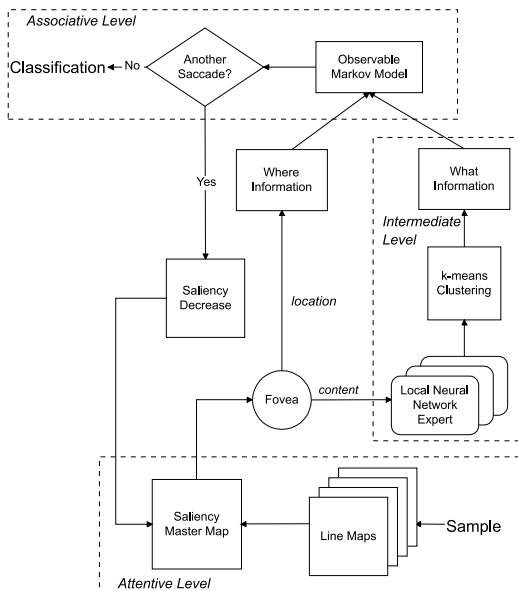 Associative Level
Another
Saccade?
No
Classification
Observable
Markov Model
Yes
Where
Information
What
Information
Intermediate
Level
k-means
Clustering
Saliency
Decrease
location
Fovea
content
Local Neural
Network
Expert
Saliency
Master Map
Line Maps
Sample
Attentive Level